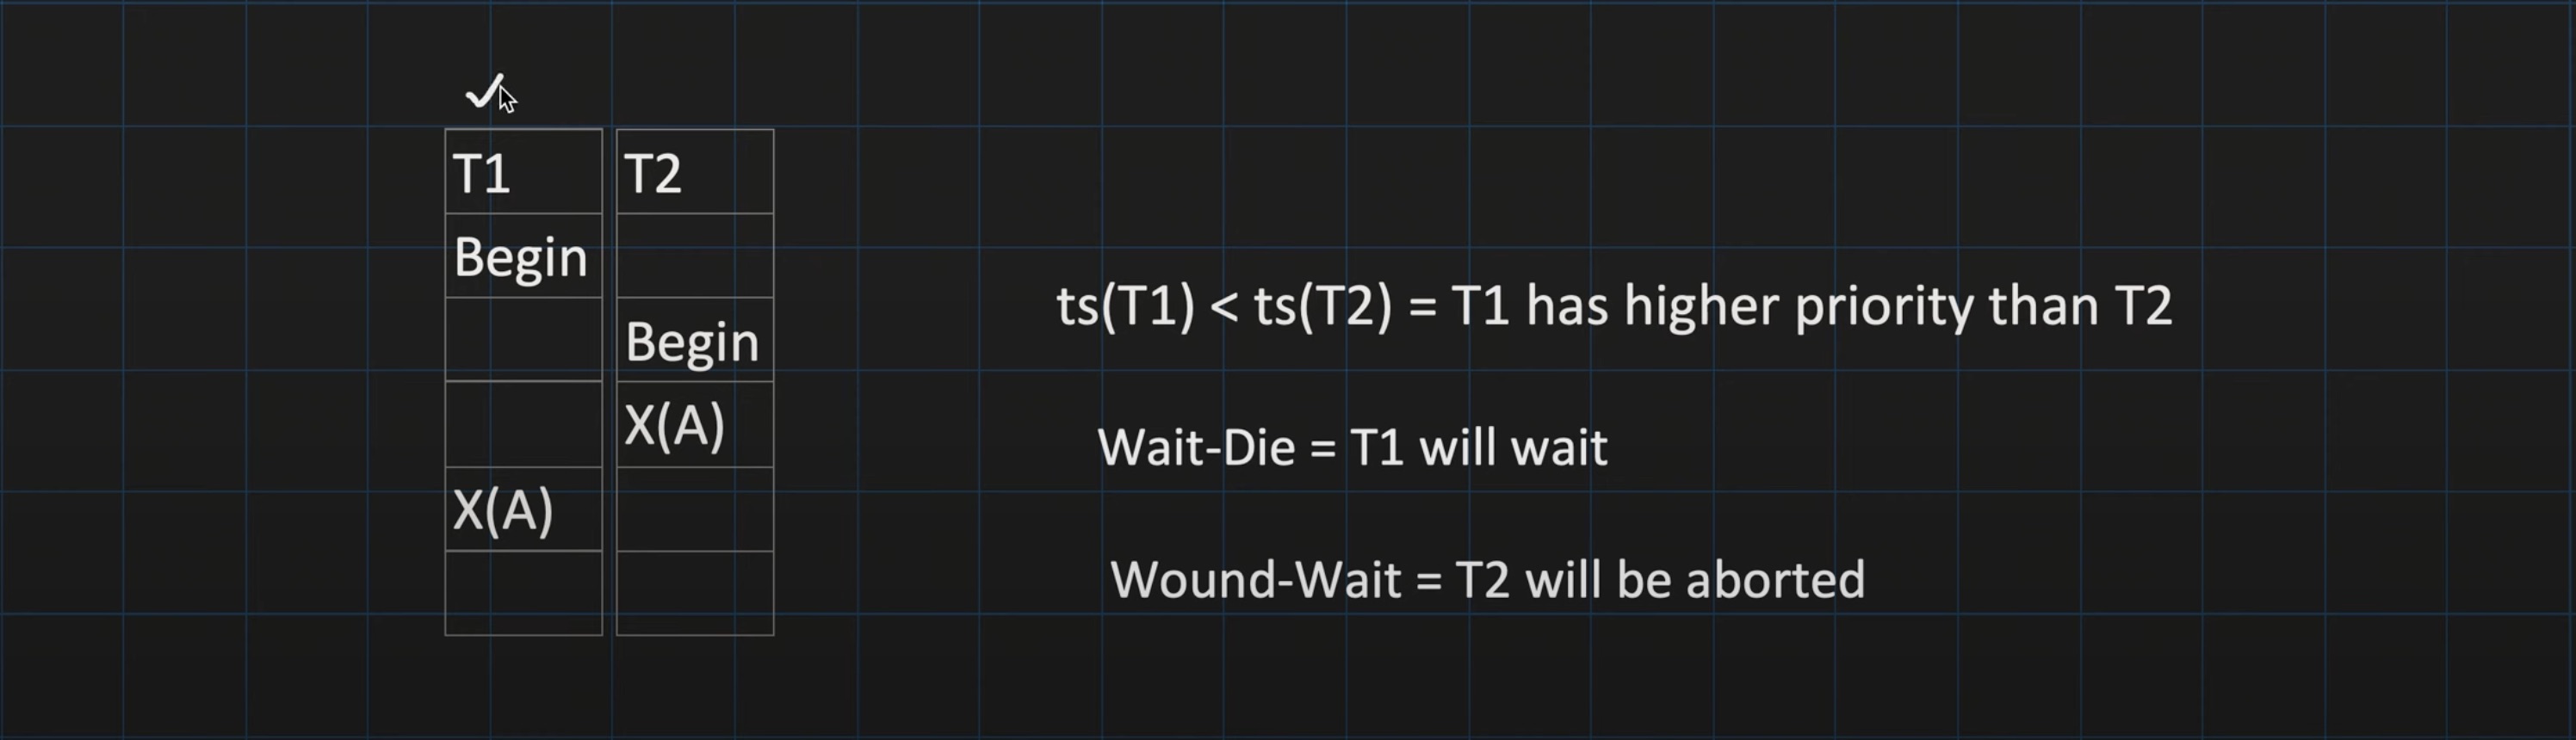 T1 T2
Begin
Begin
X(A)
X(A)
ts(T1) < ts(T2) = T1 has higher priority than T2
Wait-Die = T1 will wait
Wound-Wait = T2 will be aborted